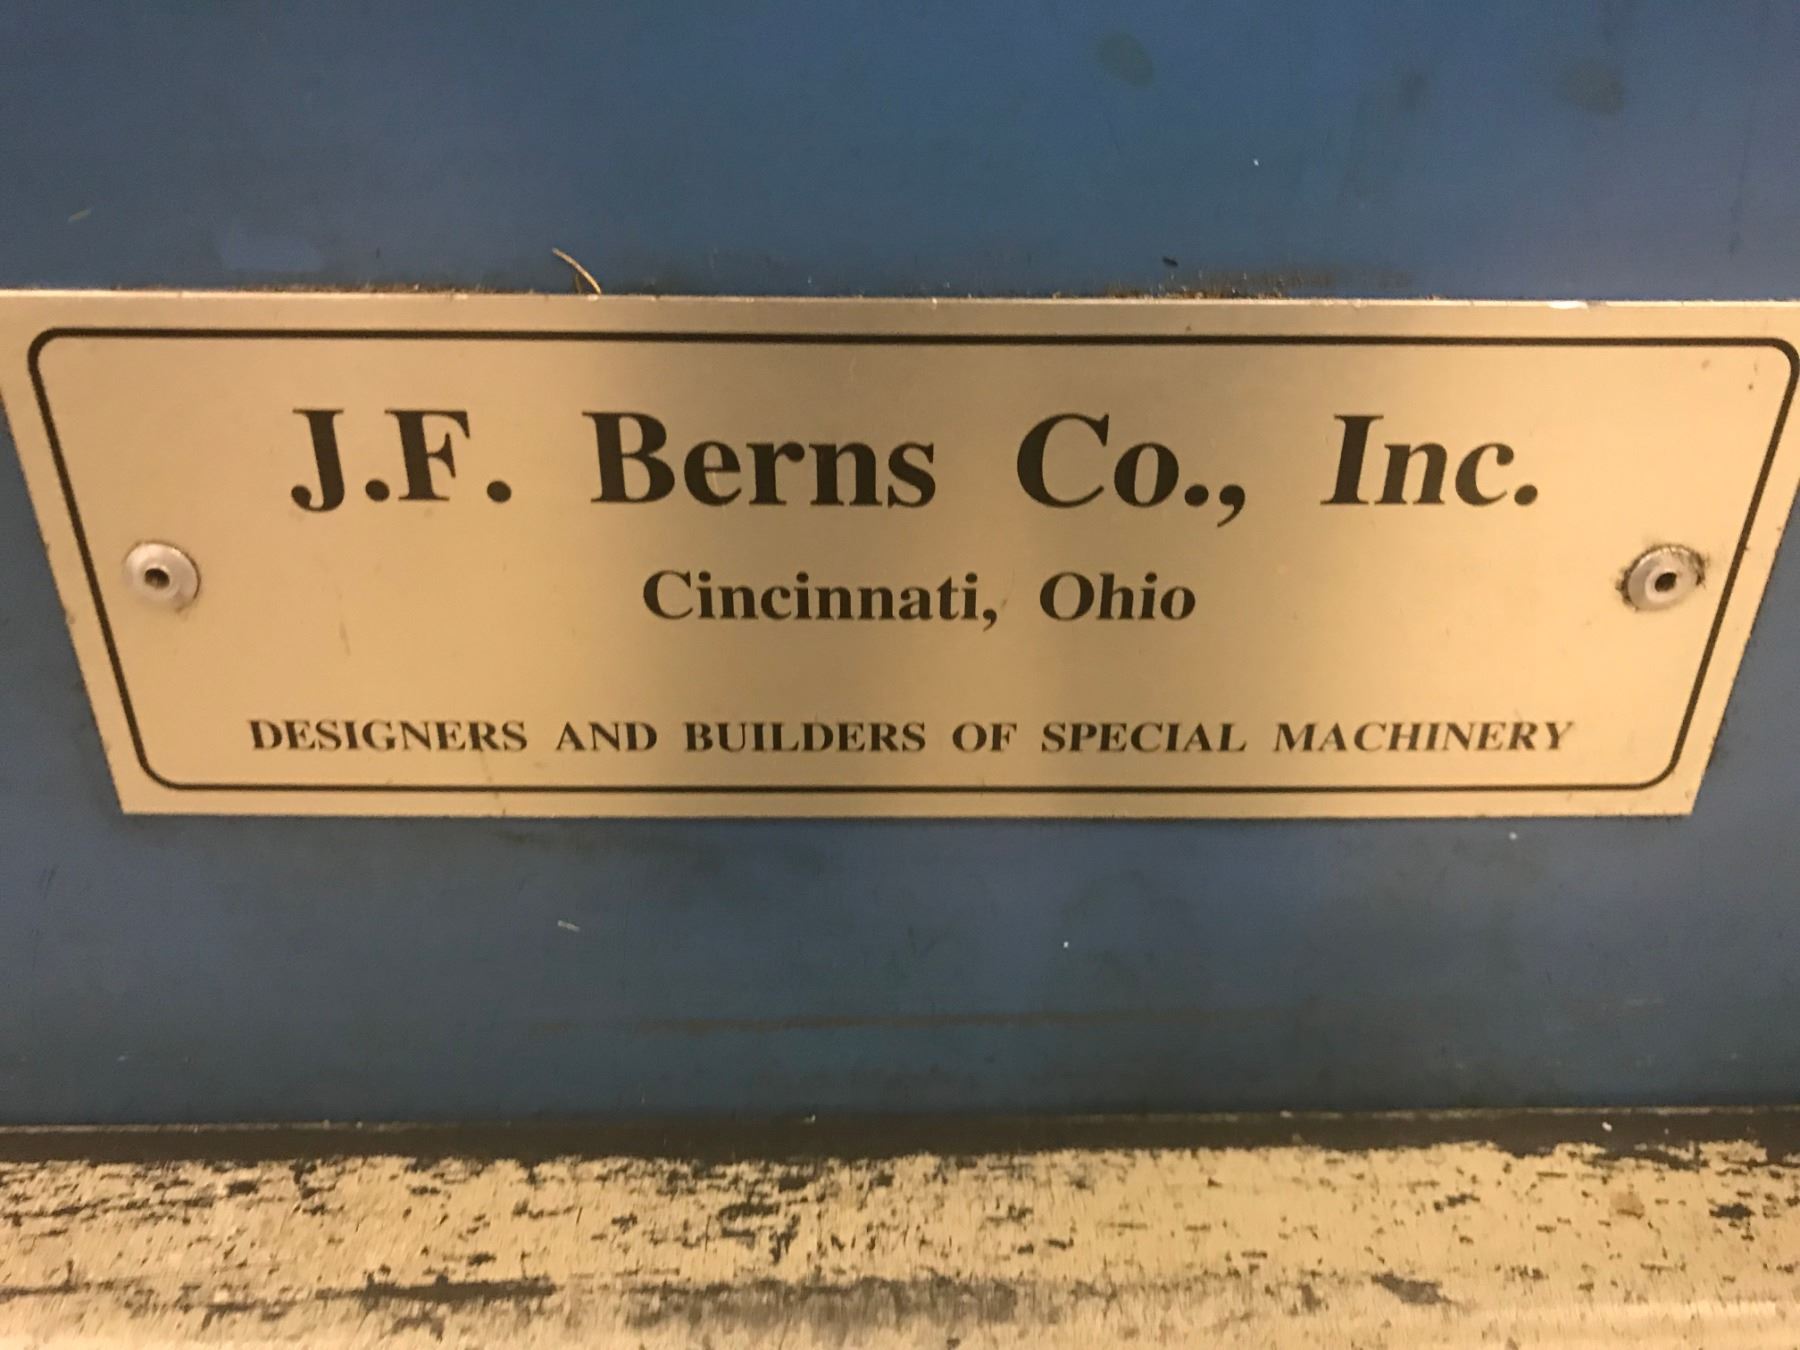 J.F. Berns Co., Inc.
Cincinnati, Ohio
DESIGNERS AND BUILDERS OF SPECIAL MACHINERY